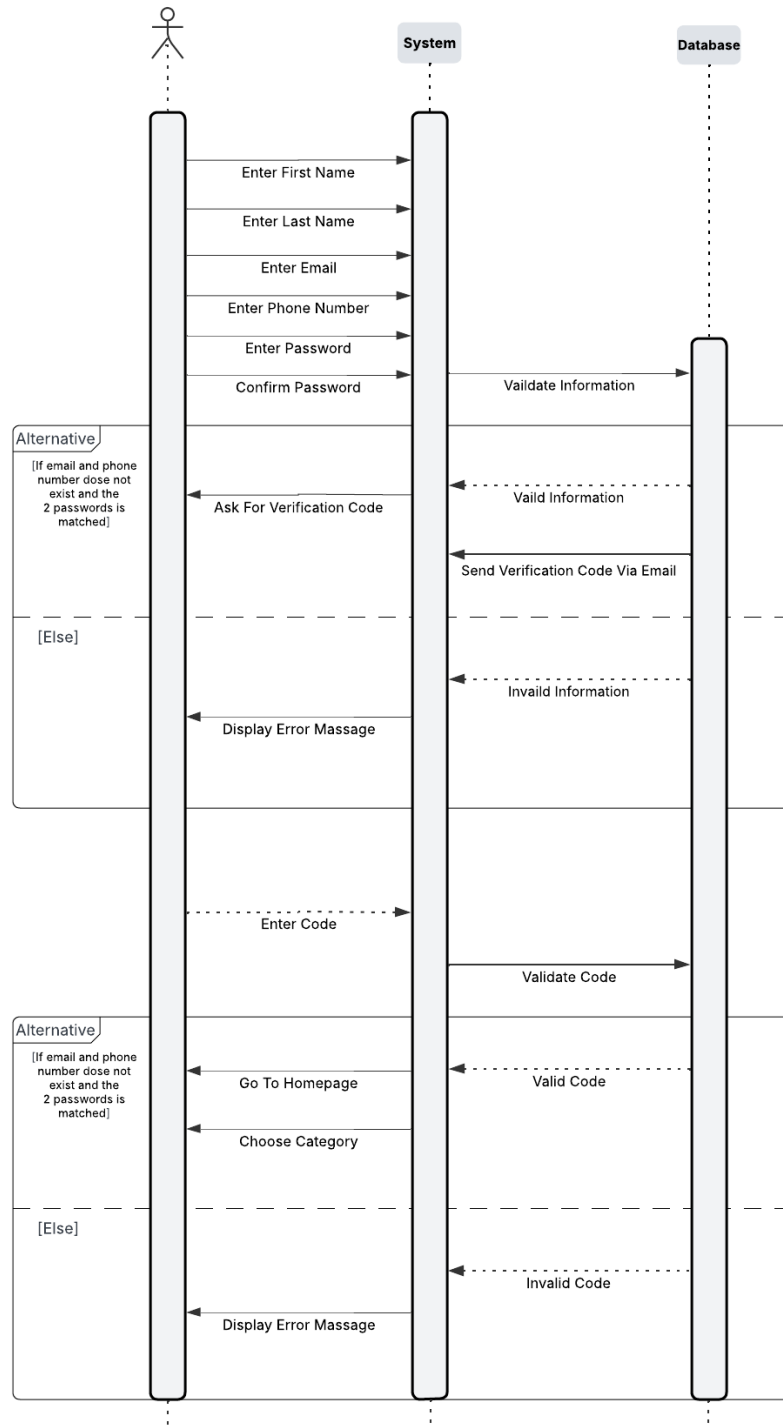 System
Database
Enter First Name
Enter Last Name
Enter Email
Enter Phone Number
Enter Password
Confirm Password
Vaildate Information
Alternative
[If email and phone
number dose not
exist and the
2 passwords is
matched]
Vaild Information
Ask For Verification Code
Send Verification Code Via Email
[Else]
Invaild Information
Display Error Massage
Enter Code
Validate Code
Alternative
[If email and phone
number dose not
exist and the
2 passwords is
matched]
Valid Code
Go To Homepage
Choose Category
[Else]
Invalid Code
Display Error Massage